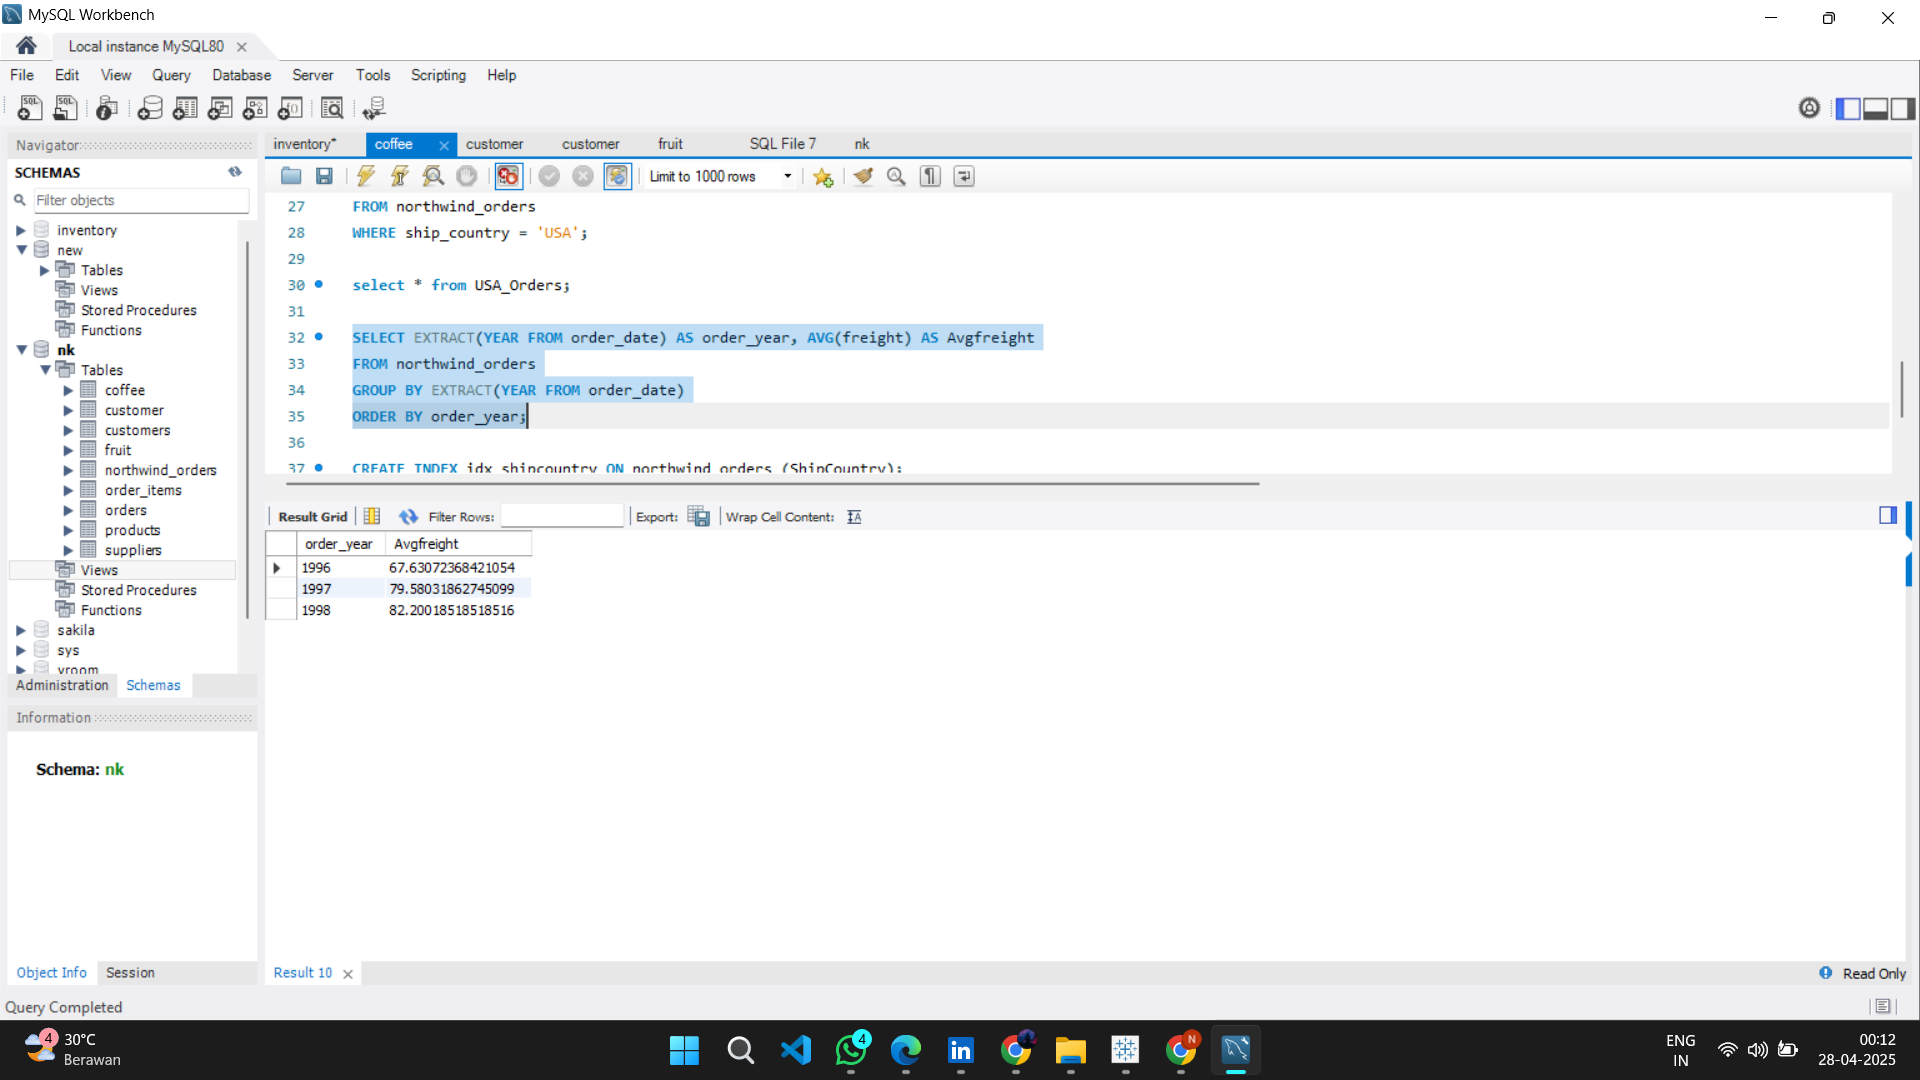 MySQL Workbench
Local instance MySQL80
File Edit View Query Database Server Tools Scripting Help
Navigator
SCHEMAS
Filter objects
inventory
new
Tables
Views
Stored Procedures
Functions
nk
Tables
coffee
customer
customers
fruit
northwind_orders
order_items
orders
products
suppliers
Views
Stored Procedures
Functions
sakila
sys
vroom
Administration Schemas
Information
Schema: nk
Object Info Session
inventory* coffee customer customer fruit SQL File 7 nk
Limit to 1000 rows
27 FROM northwind_orders
28 WHERE ship_country = 'USA';
29
30 select * from USA_Orders;
31
32 SELECT EXTRACT(YEAR FROM order_date) AS order_year, AVG(freight) AS Avgfreight
33 FROM northwind_orders
34 GROUP BY EXTRACT(YEAR FROM order_date)
35 ORDER BY order_year;
36
37 CREATE INDEX idx_shipcountry ON northwind_orders (ShipCountry);
Result Grid Filter Rows: Export: Wrap Cell Content:
order_year Avgfreight
1996 67.63072368421054
1997 79.58031862745099
1998 82.20018518518516
Result 10 Read Only
Query Completed
4 30°C
Berawan
4
N
ENG
IN
00:12
28-04-2025